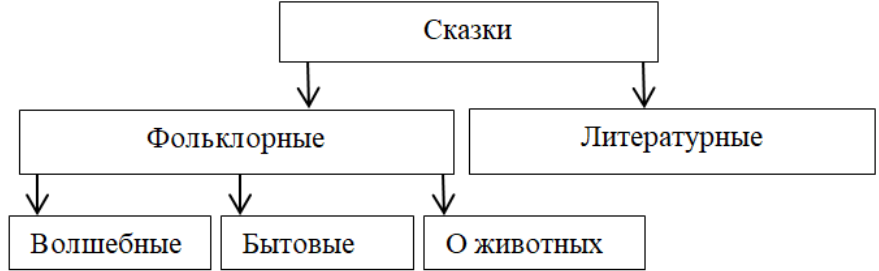 Сказки
Фольклорные
Литературные
Волшебные
Бытовые
О животных